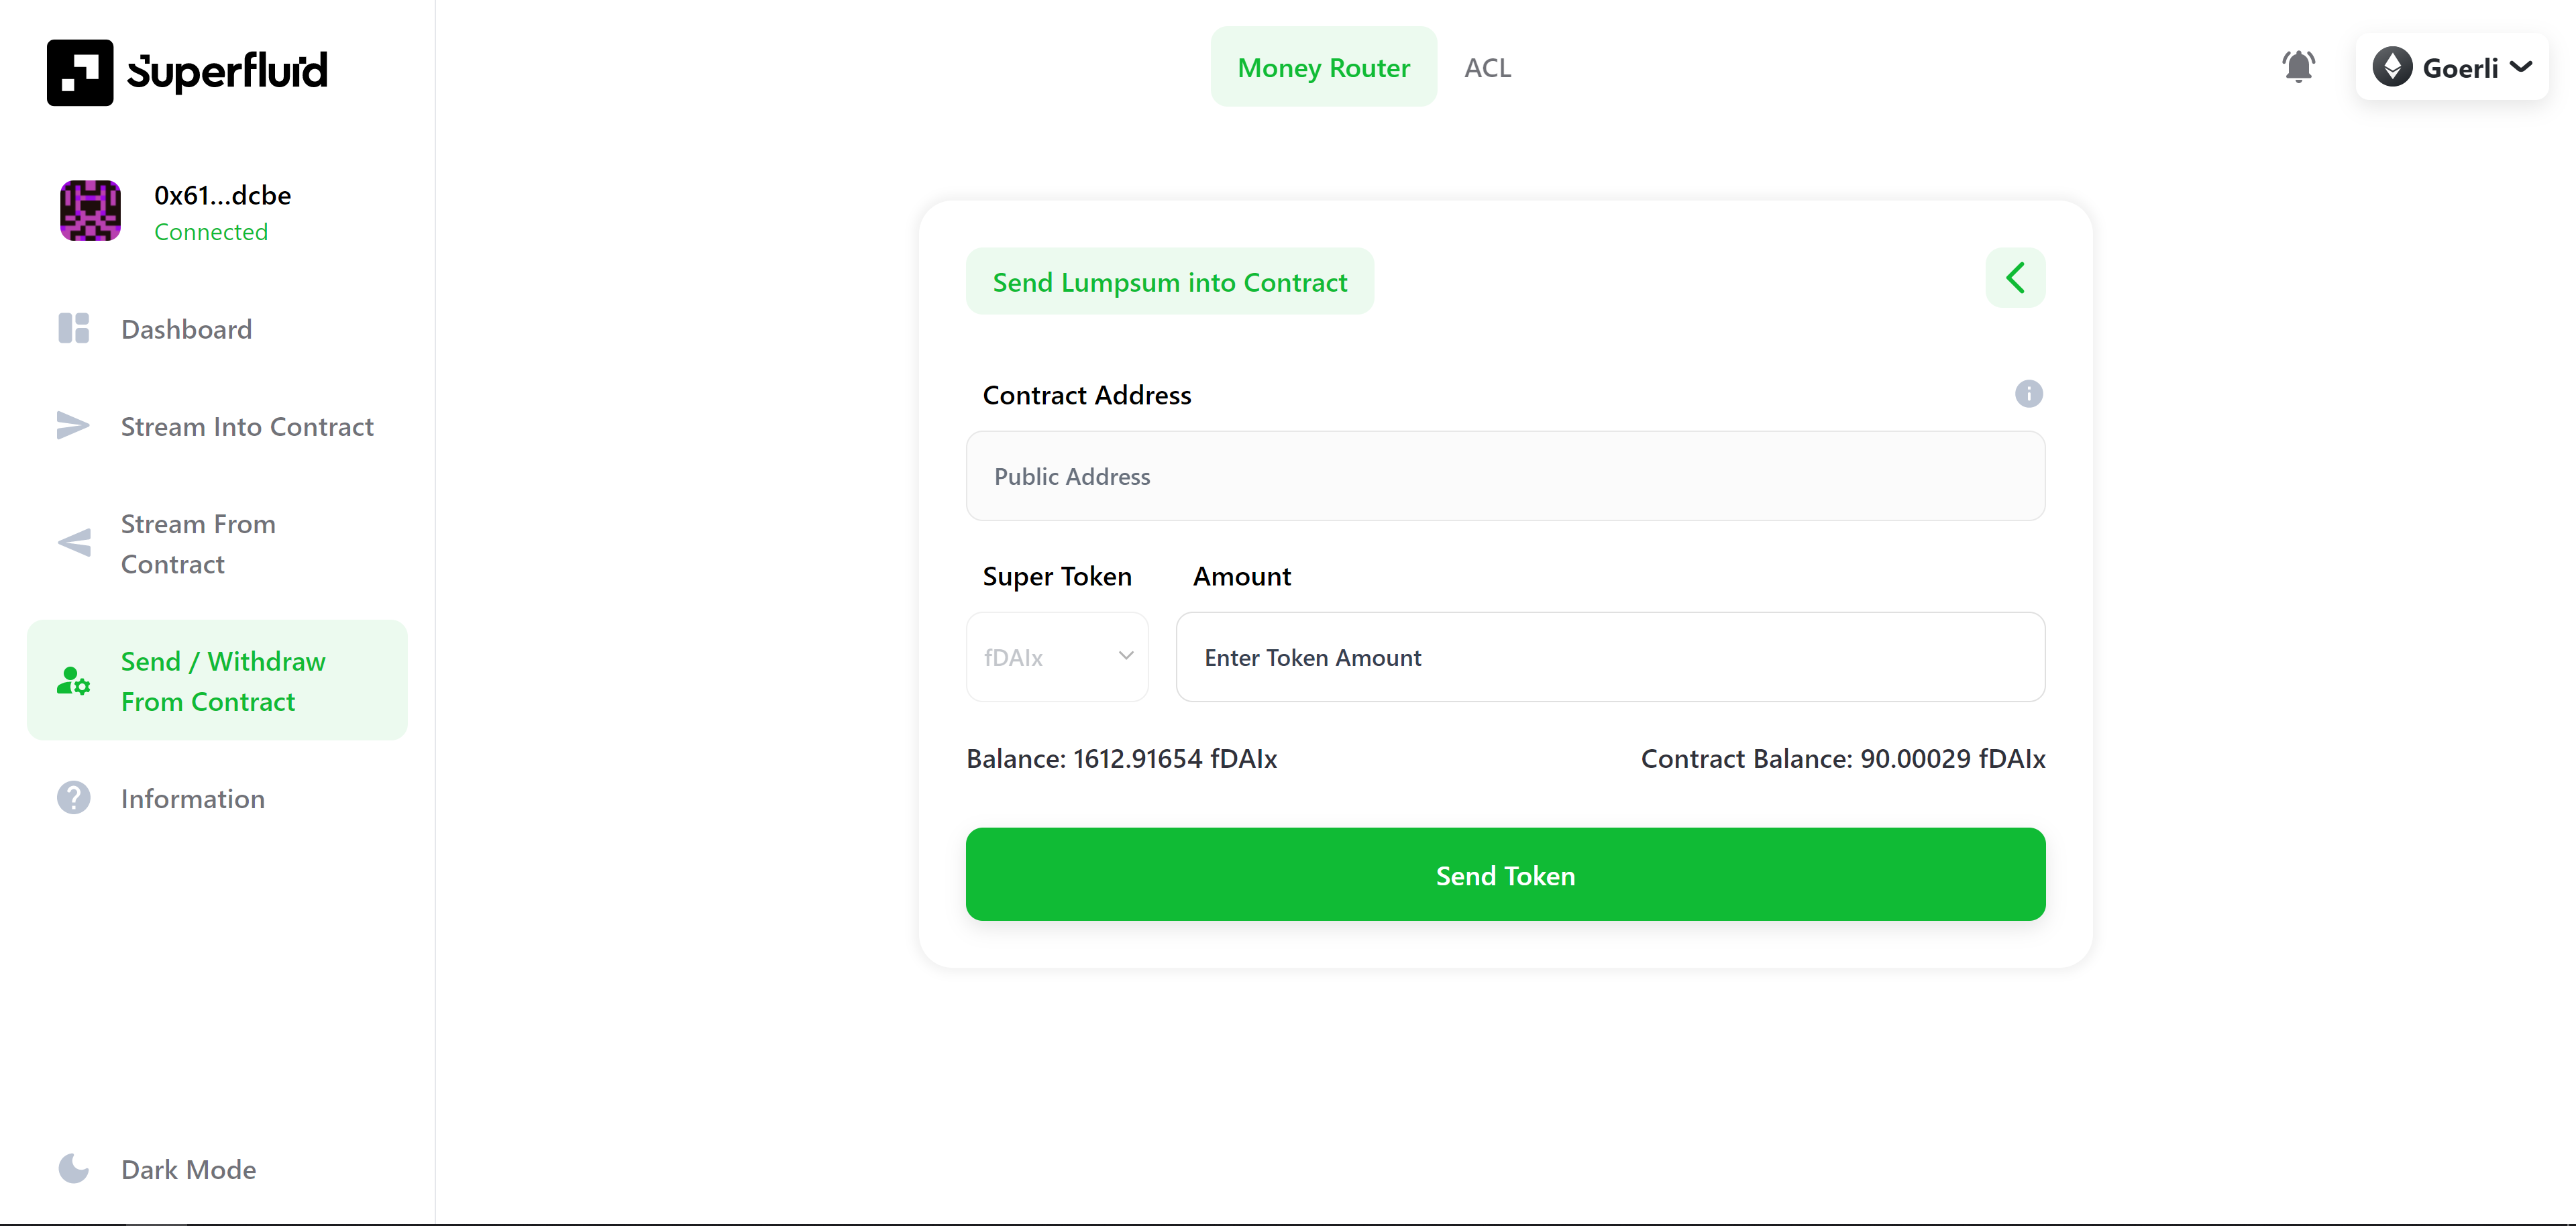 Superfluid
Money Router
ACL
Goerli
0x61...dcbe
Connected
Dashboard
Stream Into Contract
Stream From
Contract
Send / Withdraw
From Contract
Information
Dark Mode
Send Lumpsum into Contract
Contract Address
Public Address
Super Token
Amount
fDAIx
Enter Token Amount
Balance: 1612.91654 fDAIx
Contract Balance: 90.00029 fDAIx
Send Token